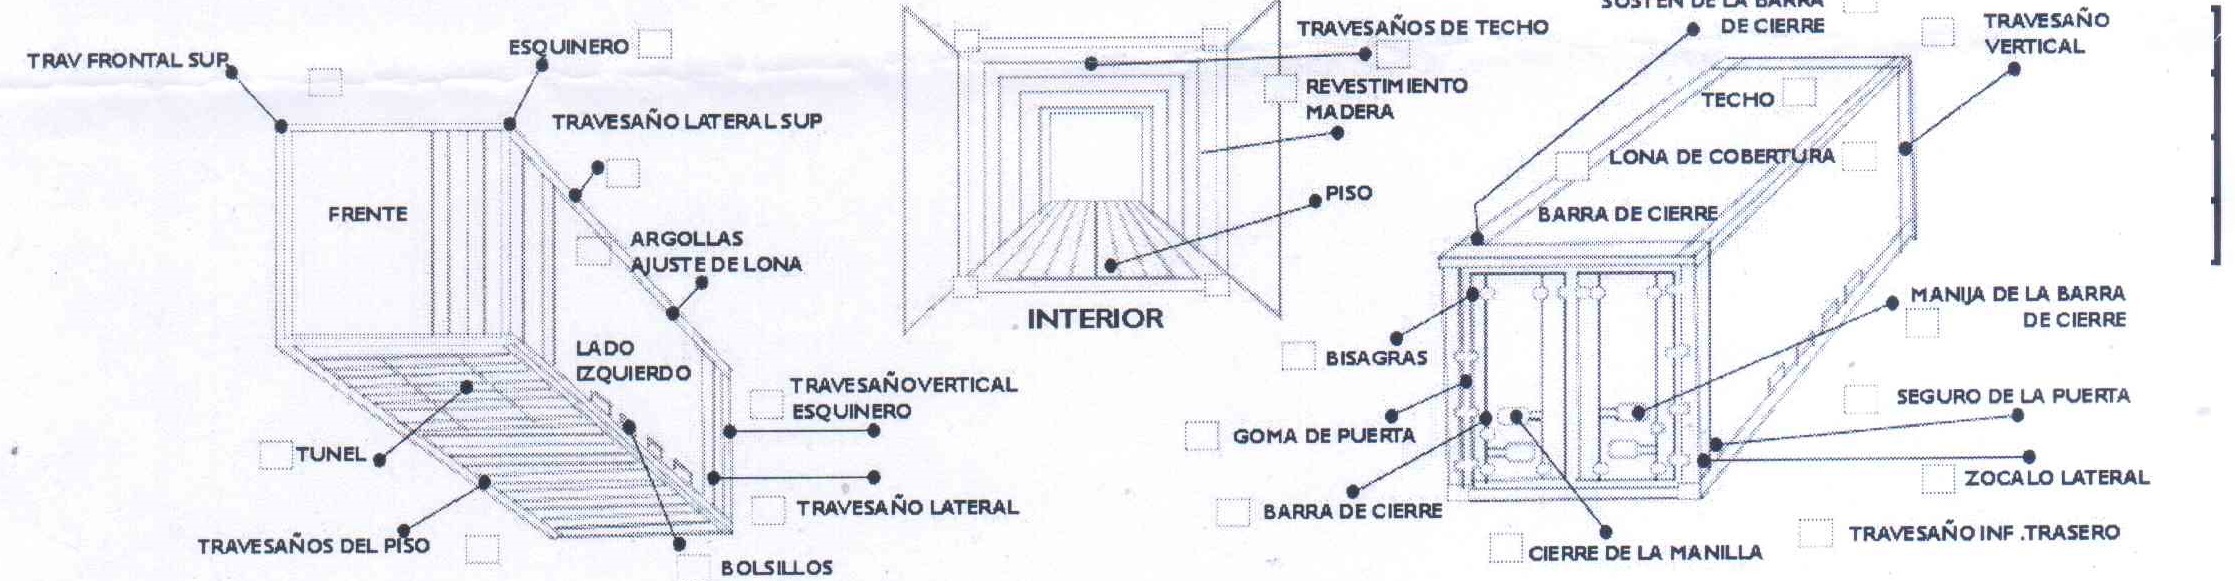 TRAV FRONTAL SUP
ESQUINERO
TRAVESAÑO LATERAL SUP
FRENTE
ARGOLLAS
AJUSTE DE LONA
LADO
IZQUIERDO
TRAVESAÑOVERTICAL
ESQUINERO
TUNEL
TRAVESAÑO LATERAL
TRAVESAÑOS DEL PISO
BOLSILLOS
TRAVESAÑOS DE TECHO
REVESTIMIENTO
MADERA
PISO
INTERIOR
SOSTEN DE LA BARRA
DE CIERRE
TRAVESAÑO
VERTICAL
TECHO
LONA DE COBERTURA
BARRA DE CIERRE
MANIJA DE LA BARRA
DE CIERRE
BISAGRAS
SEGURO DE LA PUERTA
GOMA DE PUERTA
ZOCALO LATERAL
BARRA DE CIERRE
TRAVESAÑO INF .TRASERO
CIERRE DE LA MANILLA